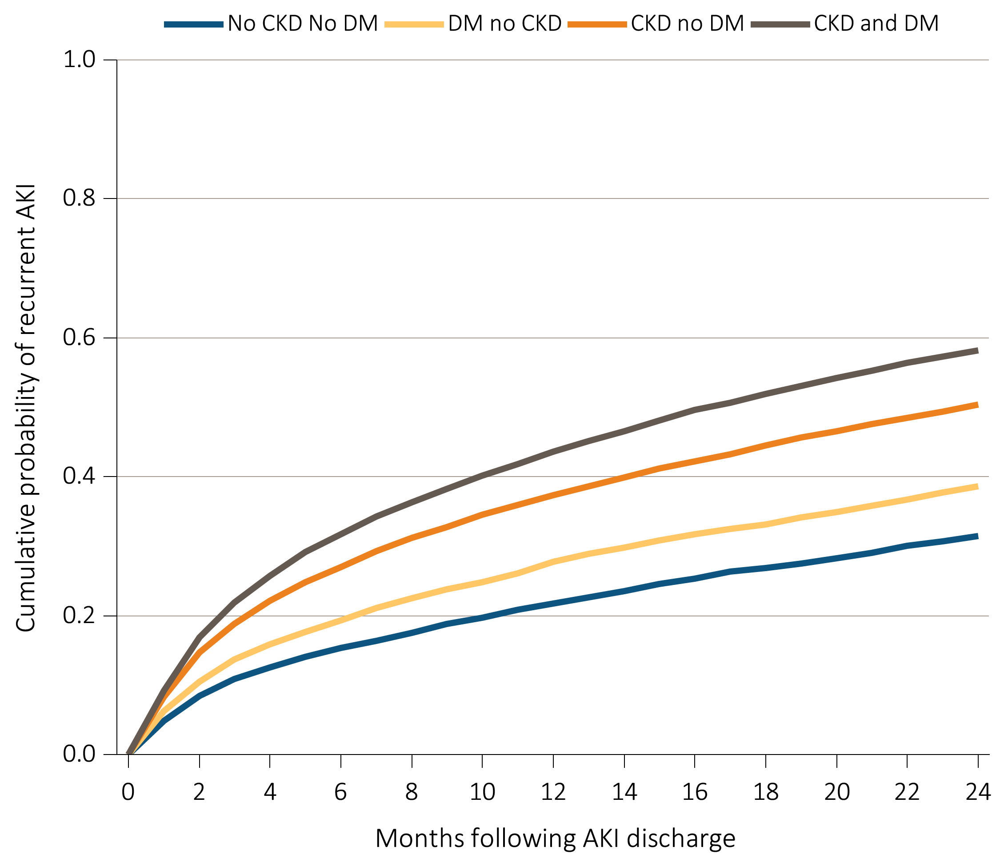 No CKD No DM DM no CKD CKD no DM CKD and DM
Cumulative probability of recurrent AKI
1.0
0.8
0.6
0.4
0.2
0.0
0 2 4 6 8 10 12 14 16 18 20 22 24
Months following AKI discharge